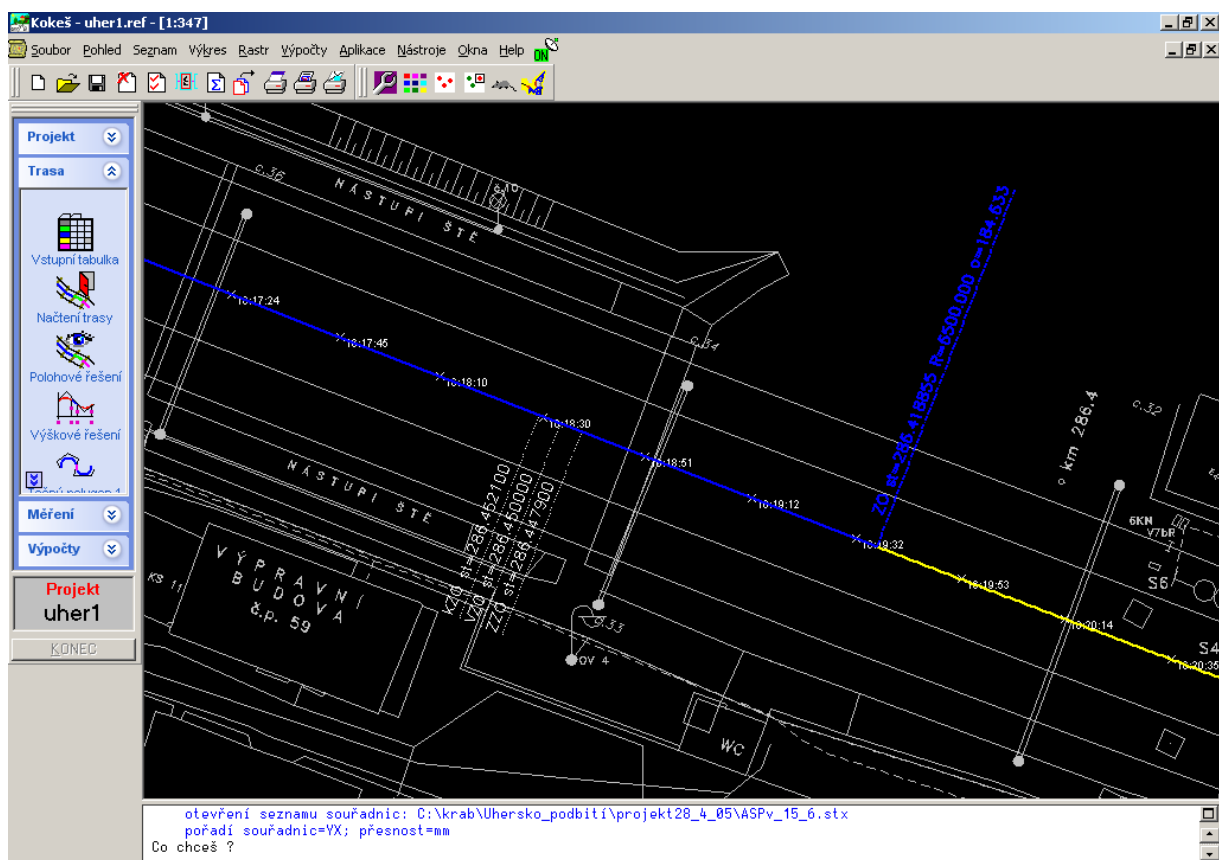 Kokeš - uher1.ref - [1:347]
Soubor Pohled Seznam Výkres Rastr Výpočty Aplikace Nástroje Okna Help ON
Projekt
Trasa
Vstupní tabulka
Načtení trasy
Polohové řešení
Výškové řešení
Měření
Výpočty
Projekt
uher1
KONEC
c.36
NÁSTUPIŠTĚ
16:17:24
16:17:45
16:18:10
16:18:30
16:18:51
16:19:12
16:19:32
16:19:53
16:20:14
16:20:35
c.34
ZO st=286.418855 R=6500.000 o=184.633
km 286.4
c.32
6KN
V7bR
S6
S4
NÁSTUPIŠTĚ
KZO st=286.452100
VZO st=286.450000
ZZO st=286.447900
KS 11
VÝPRAVNÍ
BUDOVA
č.p. 59
c.33
OV 4
WC
otevření seznamu souřadnic: C:\krab\Uhersko_podbití\projekt28_4_05\ASPv_15_6.stx
pořadí souřadnic=YX; přesnost=mm
Co chceš ?